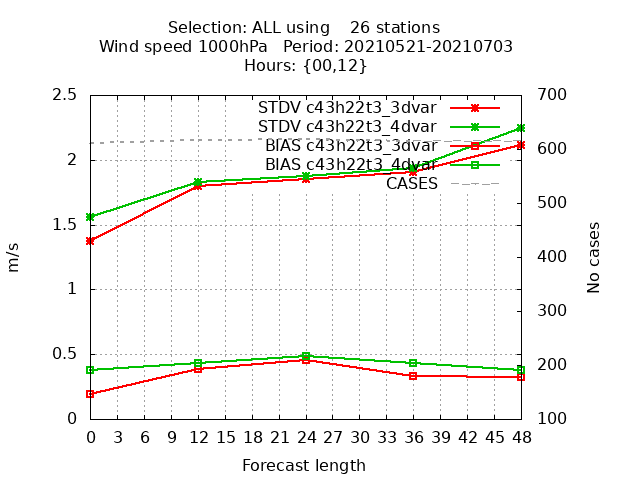 Selection: ALL using    26 stations
Wind speed 1000hPa   Period: 20210521-20210703
Hours: {00,12}
STDV c43h22t3_3dvar
STDV c43h22t3_4dvar
BIAS c43h22t3_3dvar
BIAS c43h22t3_4dvar
CASES
2.5
2
1.5
1
0.5
0
m/s
700
600
500
400
300
200
100
No cases
0 3 6 9 12 15 18 21 24 27 30 33 36 39 42 45 48
Forecast length